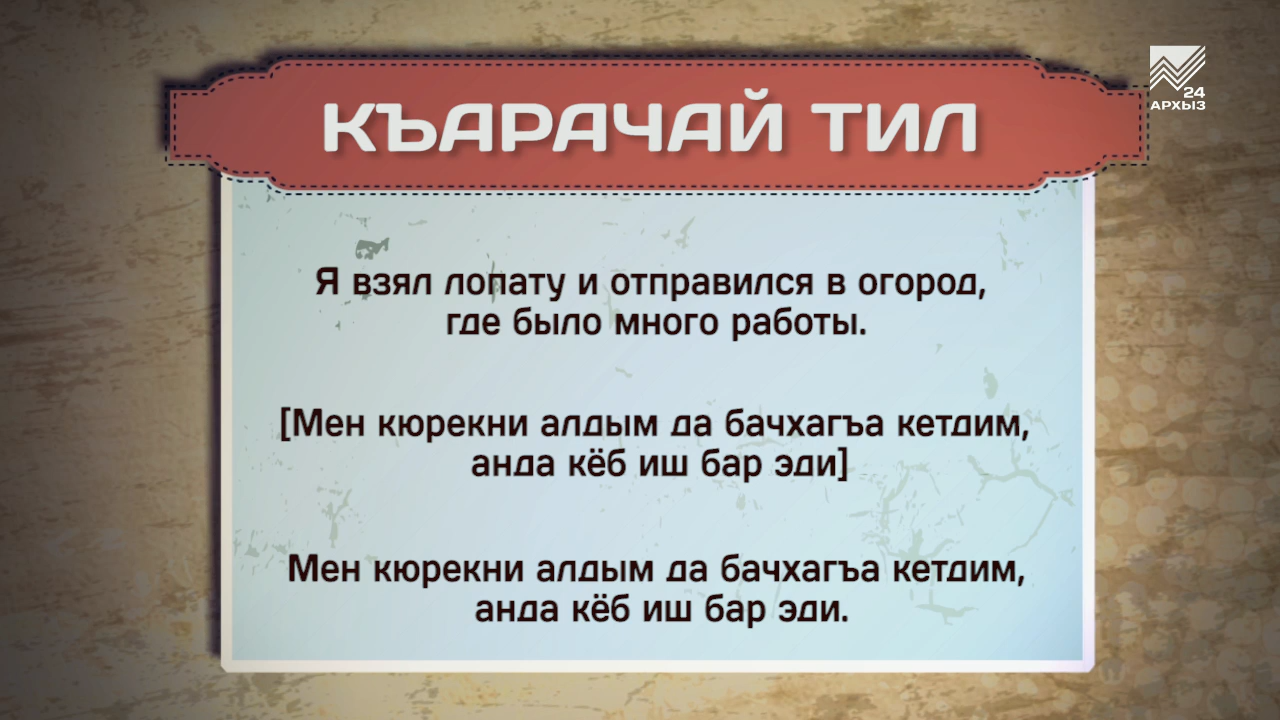 КЪАРАЧАЙ ТИЛ
24
АРХЫЗ
Я взял лопату и отправился в огород,
где было много работы.
[Мен кюрекни алдым да бачхагъа кетдим,
анда кёб иш бар эди]
Мен кюрекни алдым да бачхагъа кетдим,
анда кёб иш бар эди.